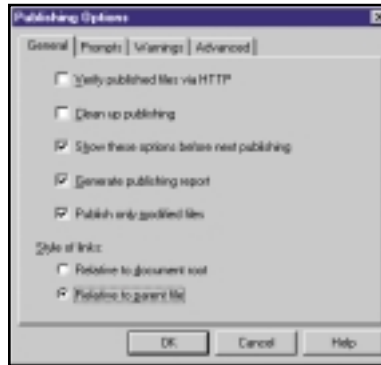 Publishing Options
General Prompts Warnings Advanced
Verify published files via HTTP
Clean up publishing
Show these options before next publishing
Generate publishing report
Publish only modified files
Style of links:
Relative to document root
Relative to parent file
OK Cancel Help